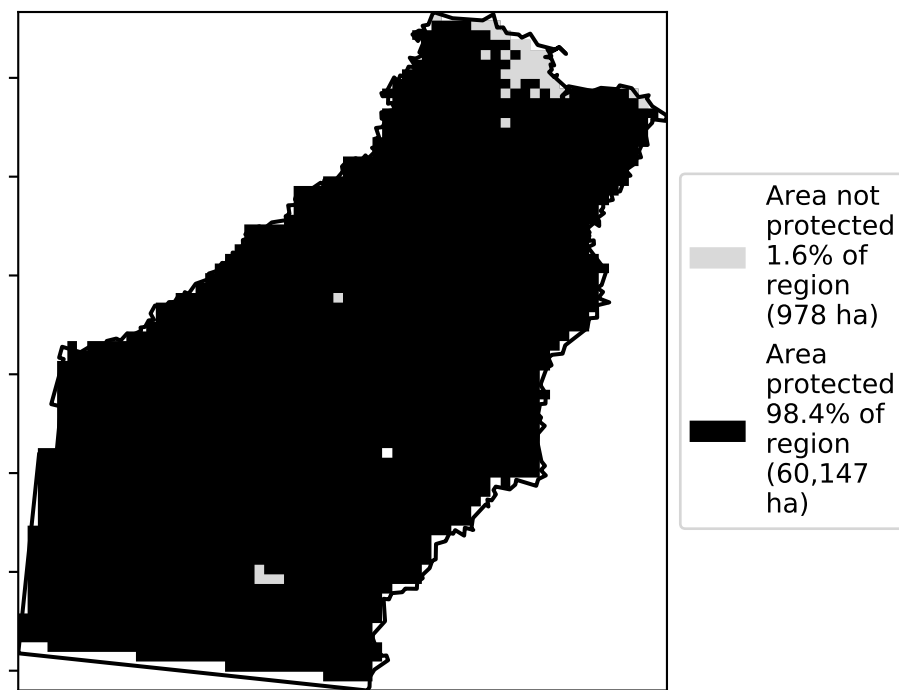 Area not
protected
1.6% of
region
(978 ha)
Area
protected
98.4% of
region
(60,147
ha)